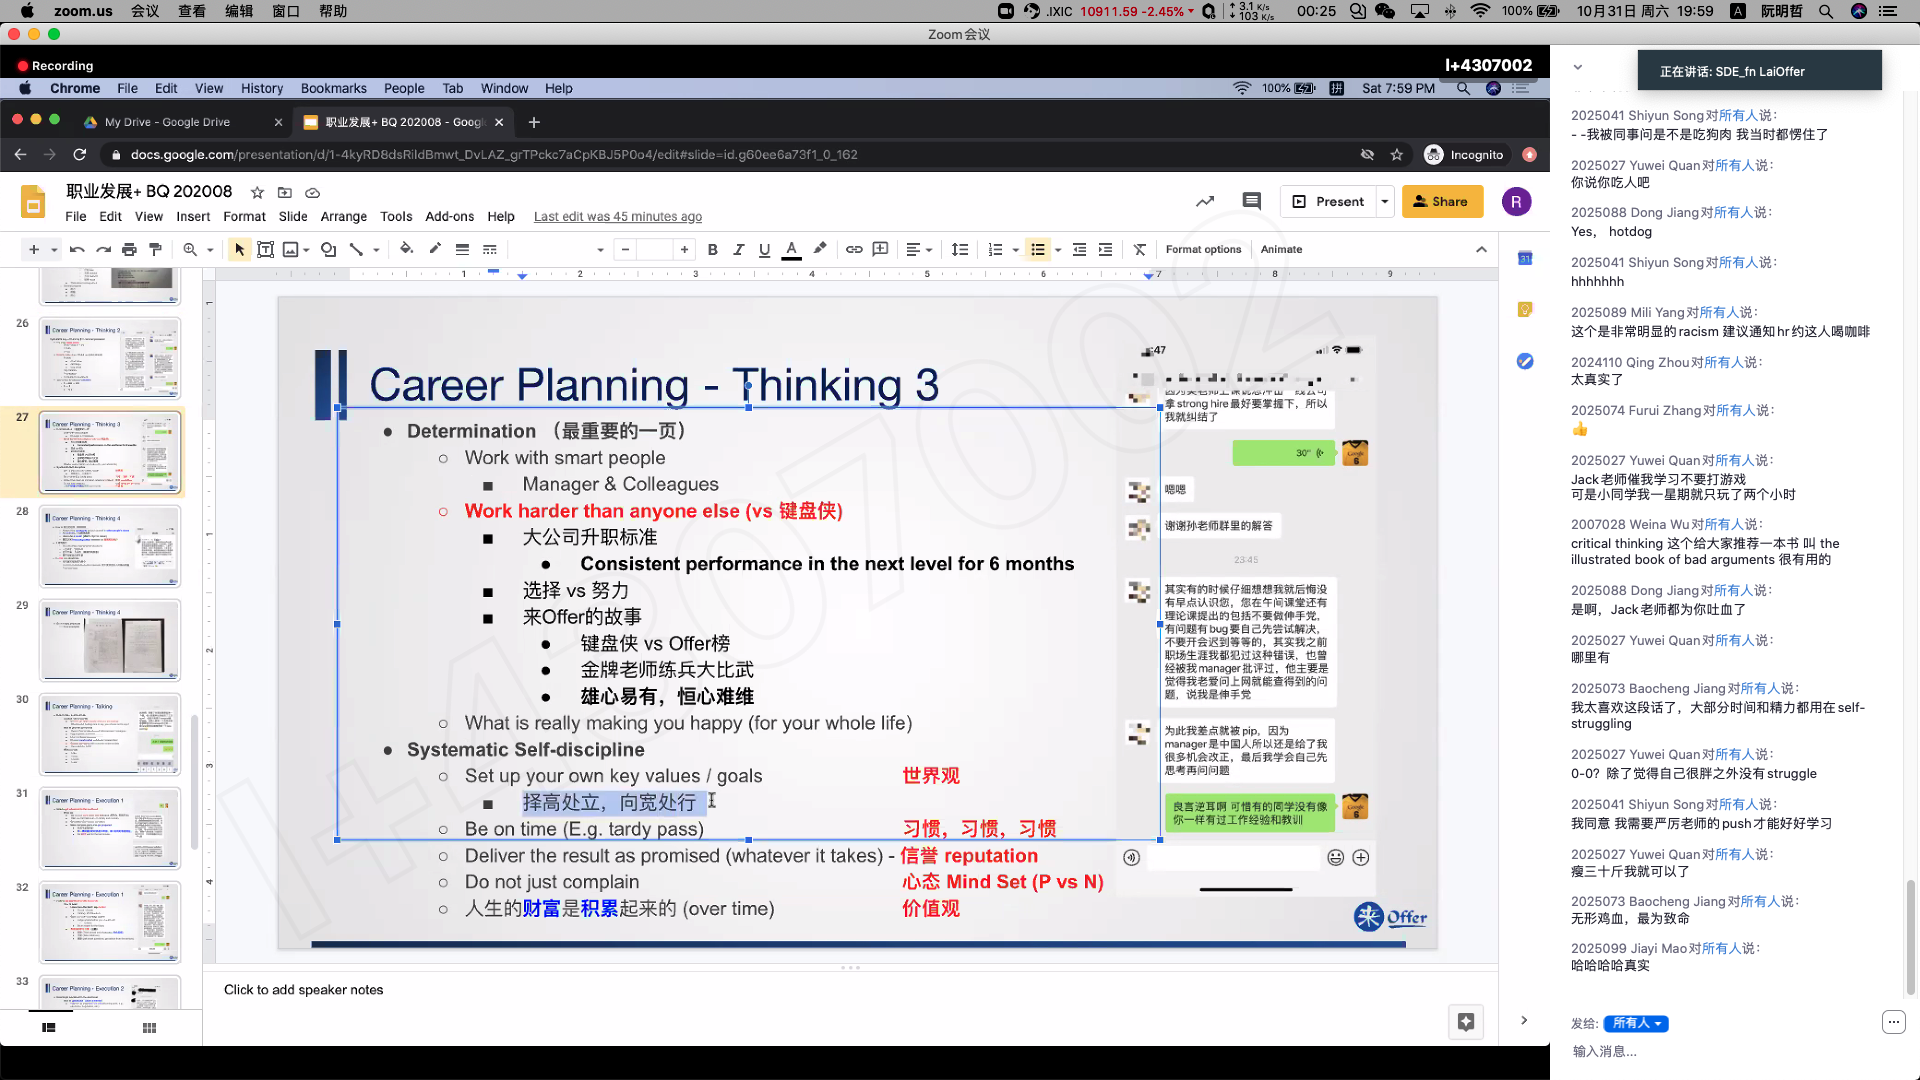 zoom.us 会议 查看 编辑 窗口 帮助
.IXIC 10911.59 -2.45% 3.1 K/s 103 K/s 00:25 100% 10月31日 周六 19:59 A 阮明哲
Zoom 会议
Recording
l+4307002
Chrome File Edit View History Bookmarks People Tab Window Help
100% 拼 Sat 7:59 PM
My Drive - Google Drive
职业发展+ BQ 202008 - Googl
docs.google.com/presentation/d/1-4kyRD8dsRildBmwt_DvLAZ_grTPckc7aCpKBJ5P0o4/edit#slide=id.g60ee6a73f1_0_162
Incognito
职业发展+ BQ 202008
File Edit View Insert Format Slide Arrange Tools Add-ons Help Last edit was 45 minutes ago
Present
Share
R
Format options
Animate
1 2 3 4 5 6 7 8 9
26
Career Planning - Thinking 2
27
Career Planning - Thinking 3
28
Career Planning - Thinking 4
29
Career Planning - Thinking 4
30
Career Planning - Talking
31
Career Planning - Execution 1
32
Career Planning - Execution 1
33
Career Planning - Execution 2
Career Planning - Thinking 3
● Determination （最重要的一页）
○ Work with smart people
■ Manager & Colleagues
○ Work harder than anyone else (vs 键盘侠)
■ 大公司升职标准
● Consistent performance in the next level for 6 months
■ 选择 vs 努力
■ 来Offer的故事
● 键盘侠 vs Offer榜
● 金牌老师练兵大比武
● 雄心易有，恒心难维
○ What is really making you happy (for your whole life)
● Systematic Self-discipline
○ Set up your own key values / goals 世界观
■ 择高处立，向宽处行
○ Be on time (E.g. tardy pass) 习惯，习惯，习惯
○ Deliver the result as promised (whatever it takes) - 信誉 reputation
○ Do not just complain 心态 Mind Set (P vs N)
○ 人生的财富是积累起来的 (over time) 价值观
:47
拿strong hire最好要掌握下，所以
我就纠结了
30"
嗯嗯
谢谢孙老师群里的解答
23:45
其实有的时候仔细想想我就后悔没
有早点认识您，您在午间课堂还有
理论课提出的包括不要做伸手党，
有问题有bug要自己先尝试解决，
不要开会迟到等等的，其实我之前
职场生涯我都犯过这种错误，也曾
经被我manager批评过，他主要是
觉得我老爱问上网就能查得到的问
题，说我是伸手党
为此我差点就被pip，因为
manager是中国人所以还是给了我
很多机会改正，最后我学会自己先
思考再问问题
良言逆耳啊 可惜有的同学没有像
你一样有过工作经验和教训
来 Offer
Click to add speaker notes
正在讲话: SDE_fn LaiOffer
2025041 Shiyun Song对所有人说：
- -我被同事问是不是吃狗肉 我当时都愣住了
2025027 Yuwei Quan对所有人说：
你说你吃人吧
2025088 Dong Jiang对所有人说：
Yes， hotdog
2025041 Shiyun Song对所有人说：
hhhhhhh
2025089 Mili Yang对所有人说：
这个是非常明显的racism 建议通知hr 约这人喝咖啡
2024110 Qing Zhou对所有人说：
太真实了
2025074 Furui Zhang对所有人说：
👍
2025027 Yuwei Quan对所有人说：
Jack老师催我学习不要打游戏
可是小同学我一星期就只玩了两个小时
2007028 Weina Wu对所有人说：
critical thinking 这个给大家推荐一本书 叫 the
illustrated book of bad arguments 很有用的
2025088 Dong Jiang对所有人说：
是啊，Jack老师都为你吐血了
2025027 Yuwei Quan对所有人说：
哪里有
2025073 Baocheng Jiang对所有人说：
我太喜欢这段话了，大部分时间和精力都用在self-
struggling
2025027 Yuwei Quan对所有人说：
0-0？除了觉得自己很胖之外没有struggle
2025041 Shiyun Song对所有人说：
我同意 我需要严厉老师的push才能好好学习
2025027 Yuwei Quan对所有人说：
瘦三十斤我就可以了
2025073 Baocheng Jiang对所有人说：
无形鸡血，最为致命
2025099 Jiayi Mao对所有人说：
哈哈哈哈真实
发给: 所有人
输入消息...